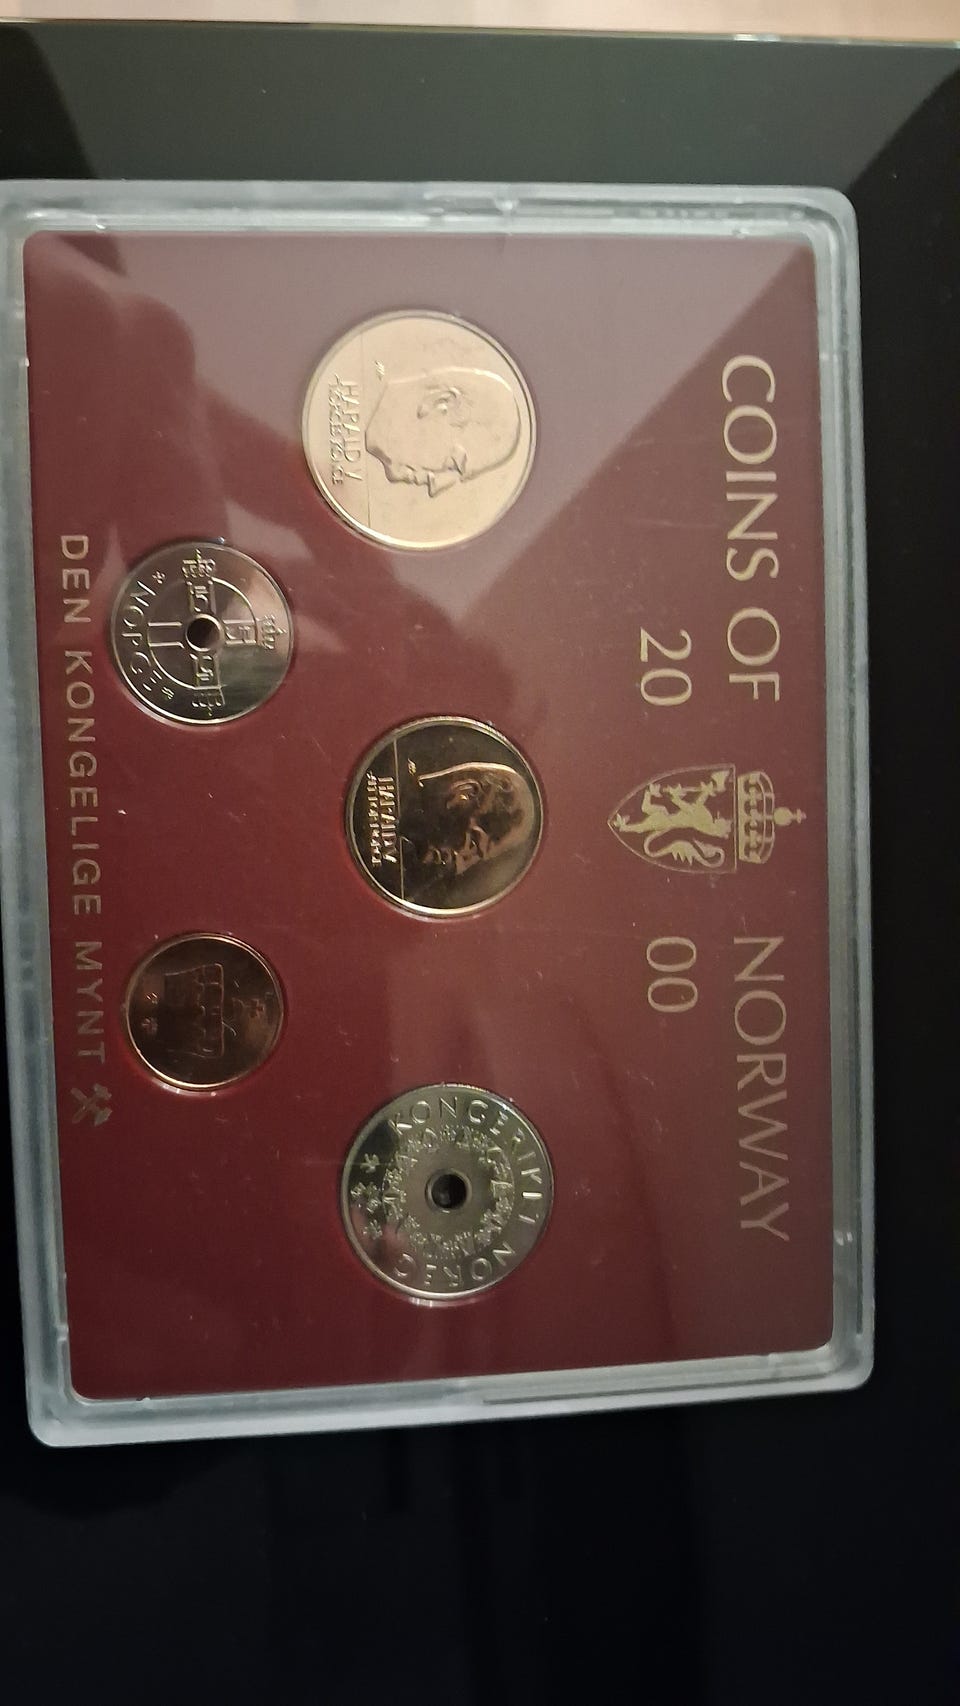 COINS OF NORWAY
20 00
HARALD V
HARALD V
KONGERIKET NORGE
NORGE
DEN KONGELIGE MYNT